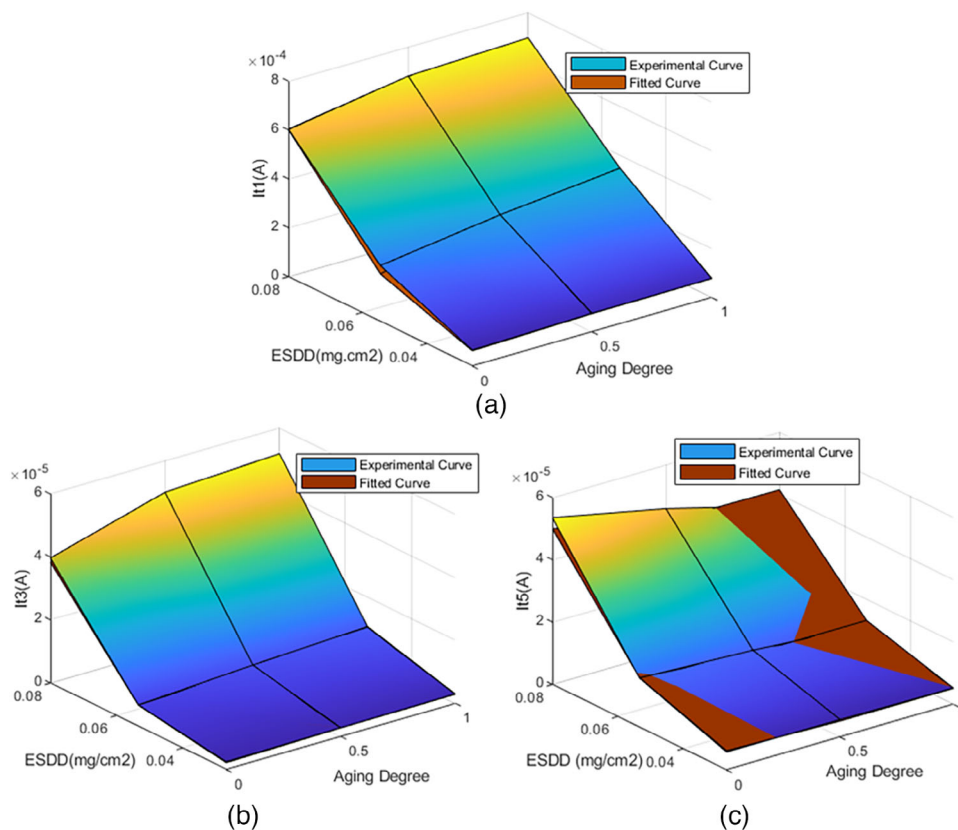 × 10-4
8
6
4
2
0
It1(A)
Experimental Curve
Fitted Curve
0.08
0.06
0.04
ESDD(mg.cm2)
0
0.5
1
Aging Degree
(a)
× 10-5
6
4
2
0
It3(A)
Experimental Curve
Fitted Curve
0.08
0.06
0.04
ESDD(mg/cm2)
0
0.5
1
Aging Degree
(b)
× 10-5
6
4
2
0
It5(A)
Experimental Curve
Fitted Curve
0.08
0.06
0.04
ESDD (mg/cm2)
0
0.5
Aging Degree
(c)